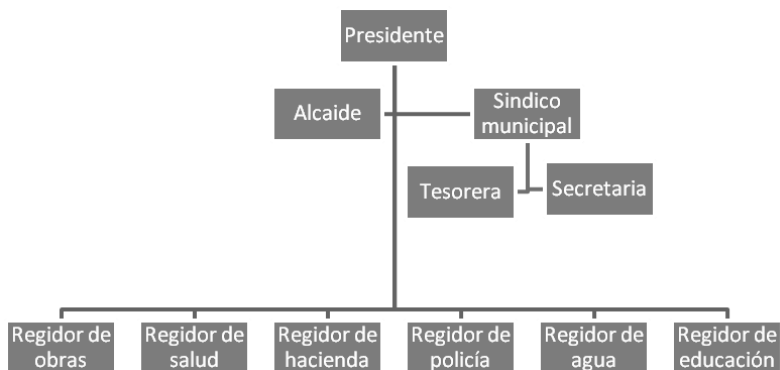 Presidente
Alcaide
Sindico
municipal
Tesorera
Secretaria
Regidor de
obras
Regidor de
salud
Regidor de
hacienda
Regidor de
policía
Regidor de
agua
Regidor de
educación